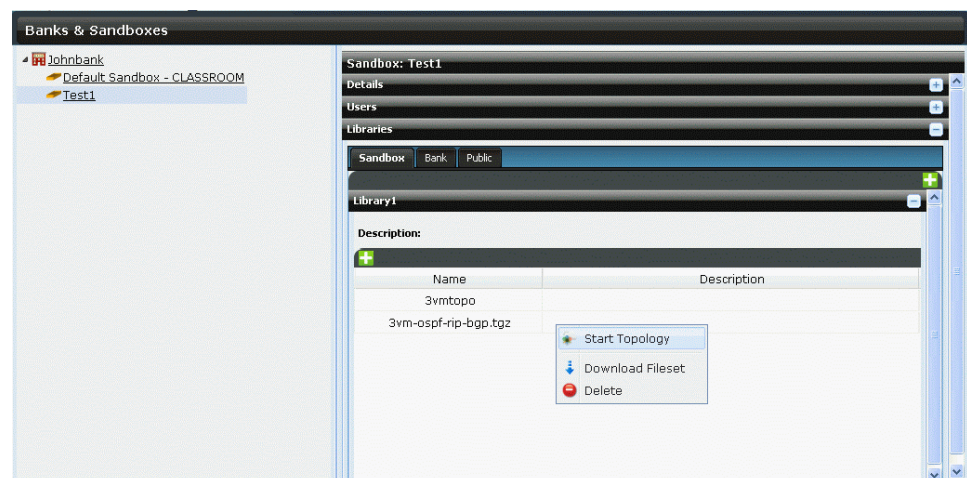 Banks & Sandboxes
Johnbank
Default Sandbox - CLASSROOM
Test1
Sandbox: Test1
Details
Users
Libraries
Sandbox Bank Public
Library1
Description:
Name Description
3vmtopo
3vm-ospf-rip-bgp.tgz
Start Topology
Download Fileset
Delete